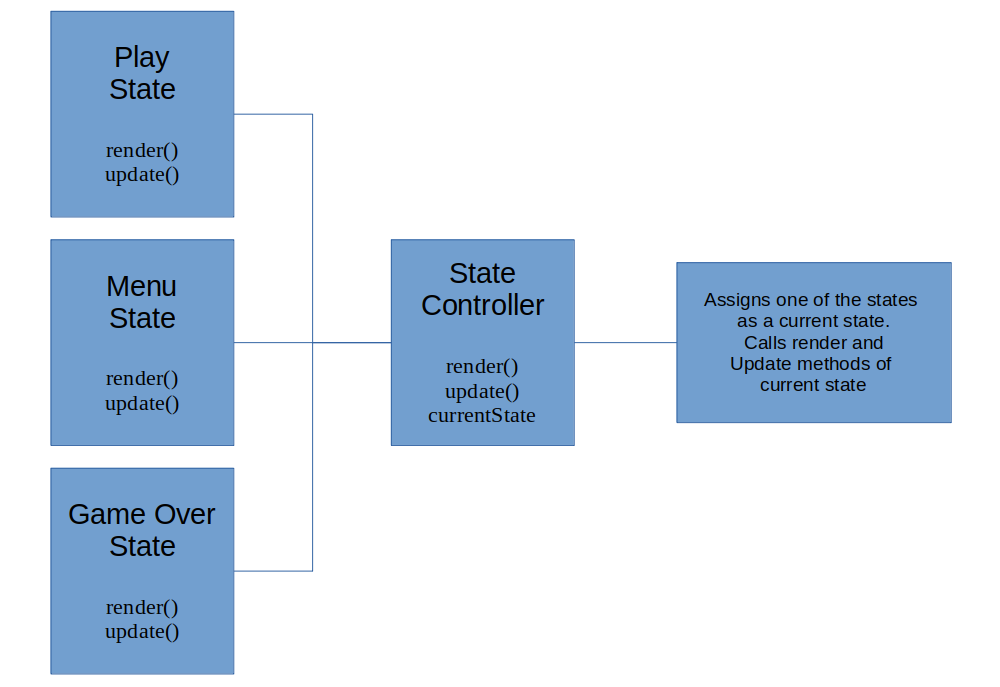 Play
State
render()
update()
Menu
State
render()
update()
Game Over
State
render()
update()
State
Controller
render()
update()
currentState
Assigns one of the states
as a current state.
Calls render and
Update methods of
current state